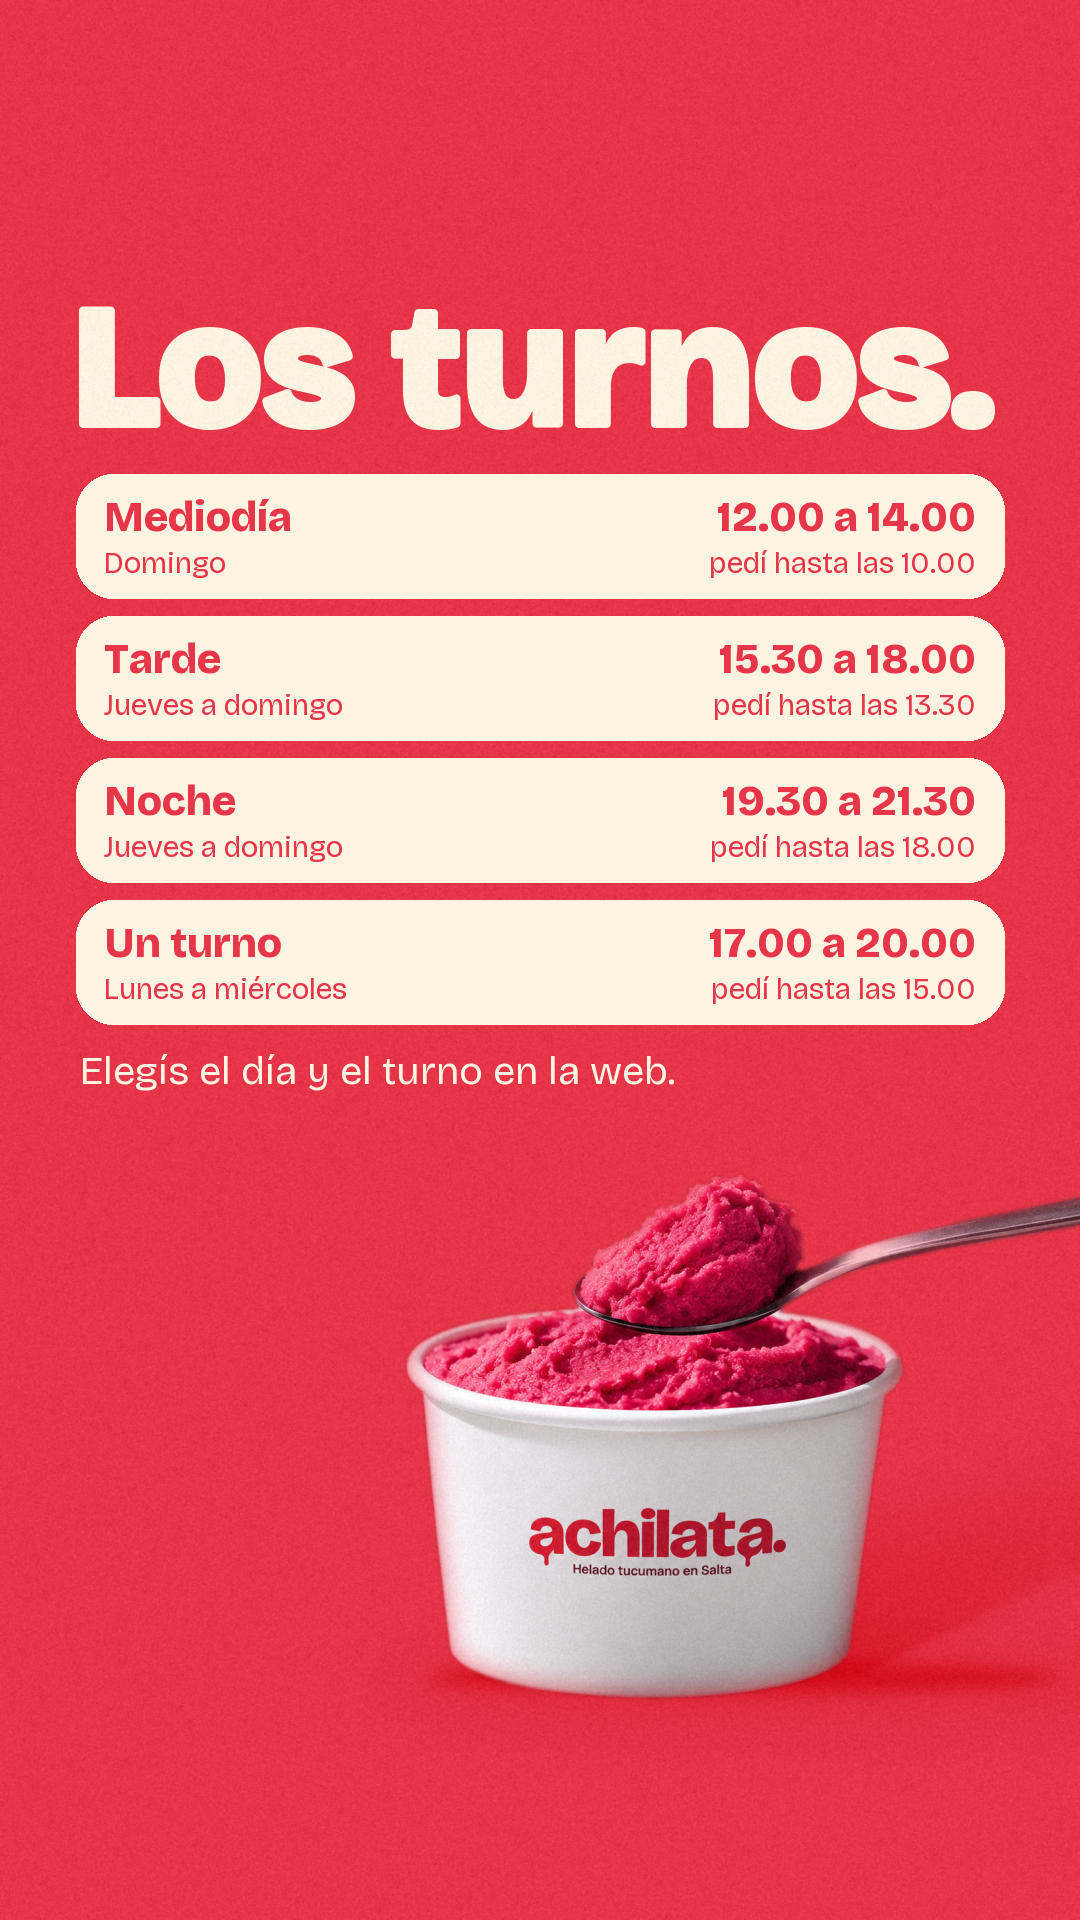 Los turnos.
Mediodía
12.00 a 14.00
Domingo
pedí hasta las 10.00
Tarde
15.30 a 18.00
Jueves a domingo
pedí hasta las 13.30
Noche
19.30 a 21.30
Jueves a domingo
pedí hasta las 18.00
Un turno
17.00 a 20.00
Lunes a miércoles
pedí hasta las 15.00
Elegís el día y el turno en la web.
achilata.
Helado tucumano en Salta